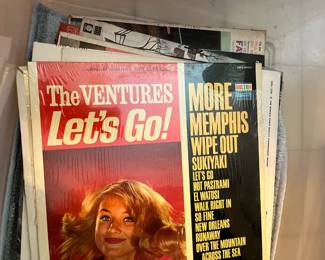 The VENTURES
Let's Go!
MORE
MEMPHIS
WIPE OUT
SUKIYAKI
LET'S GO
HOT PASTRAMI
EL WATUSI
WALK RIGHT IN
SO FINE
NEW ORLEANS
RUNAWAY
OVER THE MOUNTAIN
ACROSS THE SEA